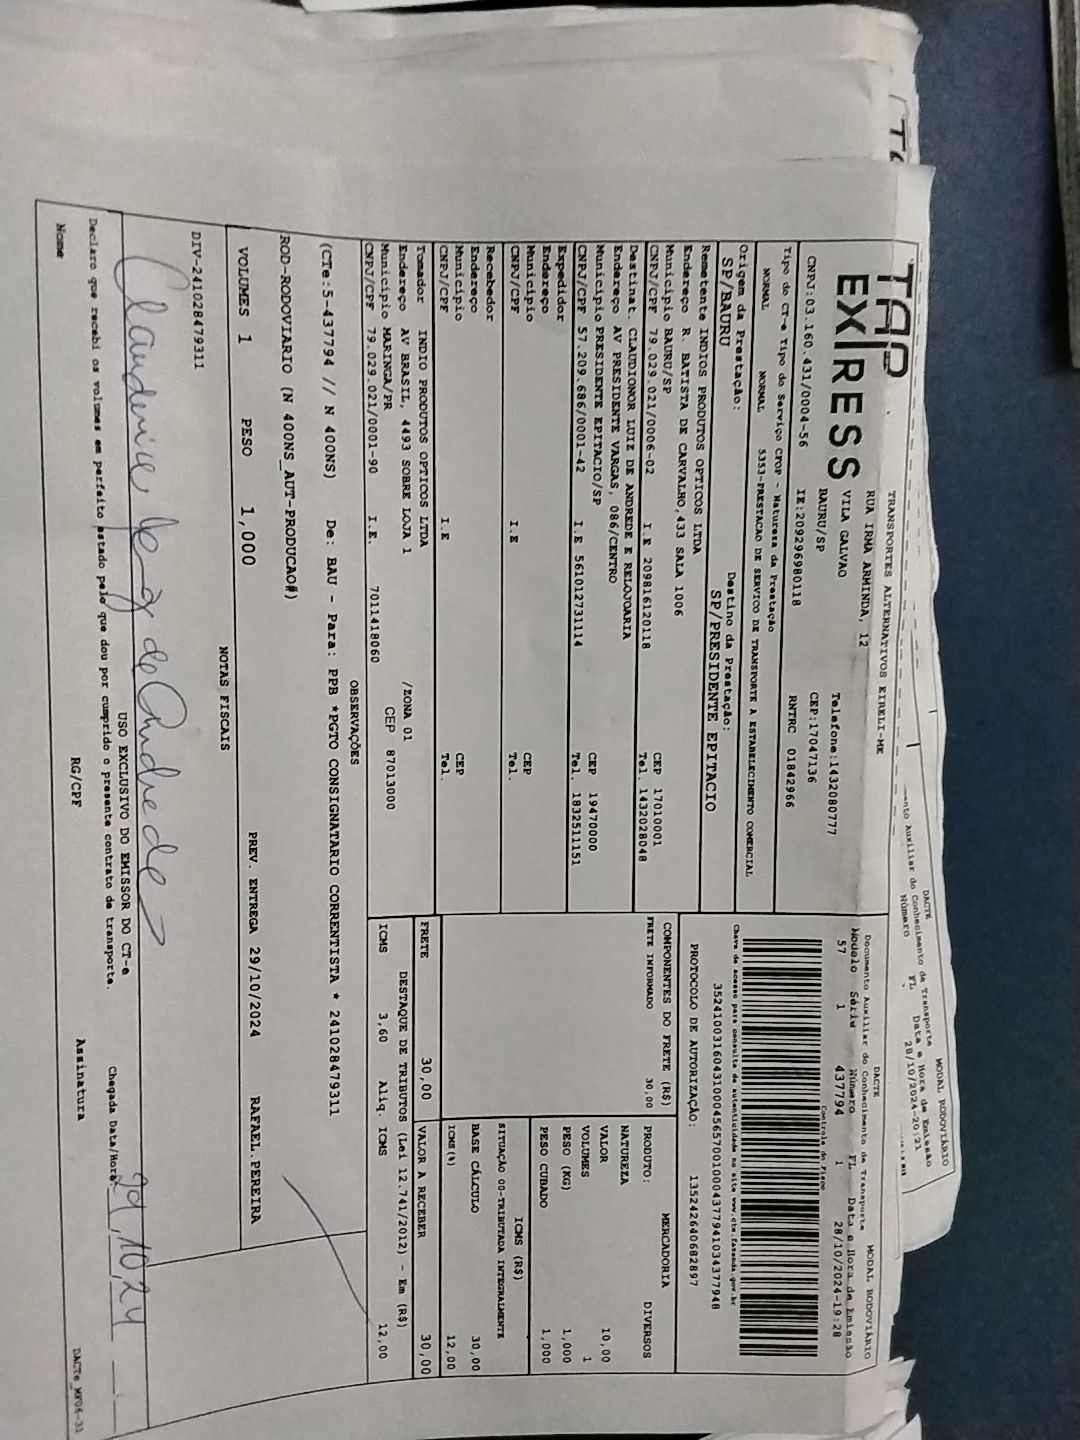 TAP
EXPRESS
TRANSPORTES ALTERNATIVOS EIRELI-ME
RUA IRMA ARMINDA, 12
VILA GALVAO
BAURU/SP
Telefone:1432080777
CEP:17047136
CNPJ:03.160.431/0004-56 IE:209296980118 RNTRC 01842966
Tipo do CT-e Tipo do Serviço CFOP - Natureza da Prestação
NORMAL NORMAL 5353-PRESTACAO DE SERVICO DE TRANSPORTE A ESTABELECIMENTO COMERCIAL
Origem da Prestação: Destino da Prestação:
SP/BAURU SP/PRESIDENTE EPITACIO
Remetente INDIOS PRODUTOS OPTICOS LTDA
Endereço R. BATISTA DE CARVALHO,433 SALA 1006
Município BAURU/SP CEP 17010001
CNPJ/CPF 79.029.021/0006-02 I.E 209816120118 Tel. 1432028048
Destinat. CLAUDIONOR LUIZ DE ANDREDE E RELOJOARIA
Endereço AV PRESIDENTE VARGAS, 086/CENTRO
Município PRESIDENTE EPITACIO/SP CEP 19470000
CNPJ/CPF 57.209.686/0001-42 I.E 561012731114 Tel. 1832511151
Expedidor
Endereço
Município CEP
CNPJ/CPF I.E Tel.
Recebedor
Endereço
Município CEP
CNPJ/CPF I.E Tel.
Tomador INDIO PRODUTOS OPTICOS LTDA
Endereço AV BRASIL, 4493 SOBRE LOJA 1 /ZONA 01
Município MARINGA/PR CEP 87013000
CNPJ/CPF 79.029.021/0001-90 I.E. 7011418060
DACTE MODAL RODOVIÁRIO
Documento Auxiliar do Conhecimento de Transporte
Modelo Série Número FL Data e Hora de Emissão
57 1 437794 1 28/10/2024-19:28
Controle do Fisco
Chave de acesso para consulta de autenticidade no site www.cte.fazenda.gov.br
35241003160431000456570010004377941034377948
PROTOCOLO DE AUTORIZAÇÃO: 135242640682897
COMPONENTES DO FRETE (R$)
FRETE INFORMADO 30,00
PRODUTO: MERCADORIA
NATUREZA DIVERSOS
VALOR 10,00
VOLUMES 1
PESO (KG) 1,000
PESO CUBADO 1,000
ICMS (R$)
SITUAÇÃO 00-TRIBUTADA INTEGRALMENTE
BASE CÁLCULO 30,00
ICMS(%) 12,00
FRETE 30,00 VALOR A RECEBER 30,00
DESTAQUE DE TRIBUTOS (Lei 12.741/2012) - Em (R$)
ICMS 3,60 Aliq. ICMS 12,00
OBSERVAÇÕES
(CTe:5-437794 // N 400NS) De: BAU - Para: PPB *PGTO CONSIGNATARIO CORRENTISTA * 241028479311
ROD-RODOVIARIO (N 400NS_AUT-PRODUCAO#)
VOLUMES 1 PESO 1,000 PREV. ENTREGA 29/10/2024 RAFAEL.PEREIRA
NOTAS FISCAIS
DIV-241028479311
USO EXCLUSIVO DO EMISSOR DO CT-e
Declaro que recebi os volumes em perfeito estado pelo que dou por cumprido o presente contrato de transporte.
Chegada Data/Hora 29/10/24
Nome RG/CPF Assinatura
DACTe_MF06-31
DACTE MODAL RODOVIÁRIO
ento Auxiliar do Conhecimento de Transporte
Número FL Data e Hora de Emissão
28/10/2024-20:21